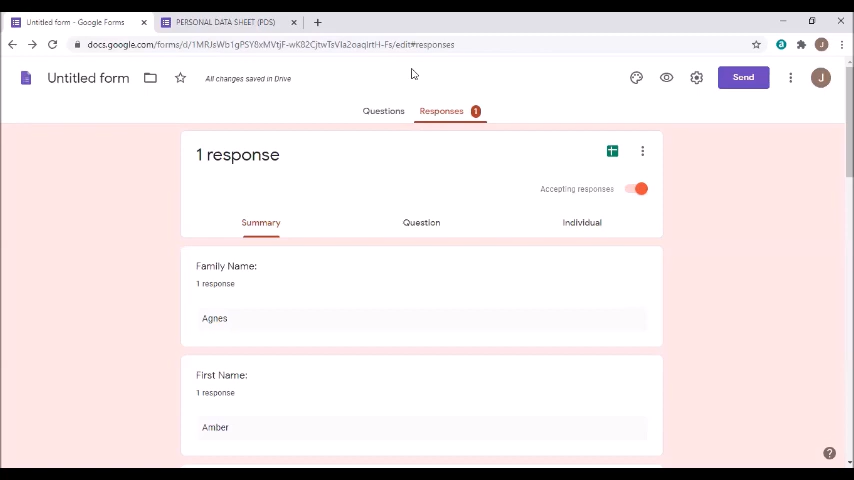 Untitled form - Google Forms
PERSONAL DATA SHEET (PDS)
docs.google.com/forms/d/1MRJsWb1gPSY8xMVtjF-wK82CjtwTsVla2oaqIrtH-Fs/edit#responses
J
Untitled form
All changes saved in Drive
Send
J
Questions
Responses
1
1 response
Accepting responses
Summary
Question
Individual
Family Name:
1 response
Agnes
First Name:
1 response
Amber